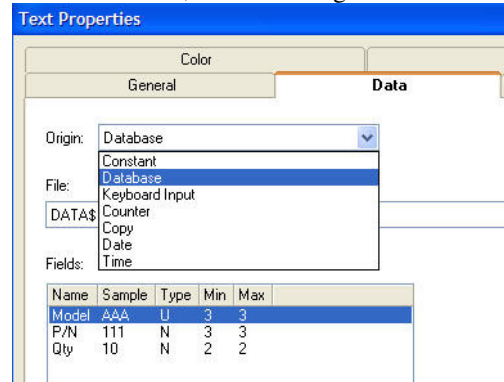 Text Properties
Color
General Data
Origin: Database
Constant
Database
File: Keyboard Input
DATA$ Counter
Copy
Date
Fields: Time
Name Sample Type Min Max
Model AAA U 3 3
P/N 111 N 3 3
Qty 10 N 2 2